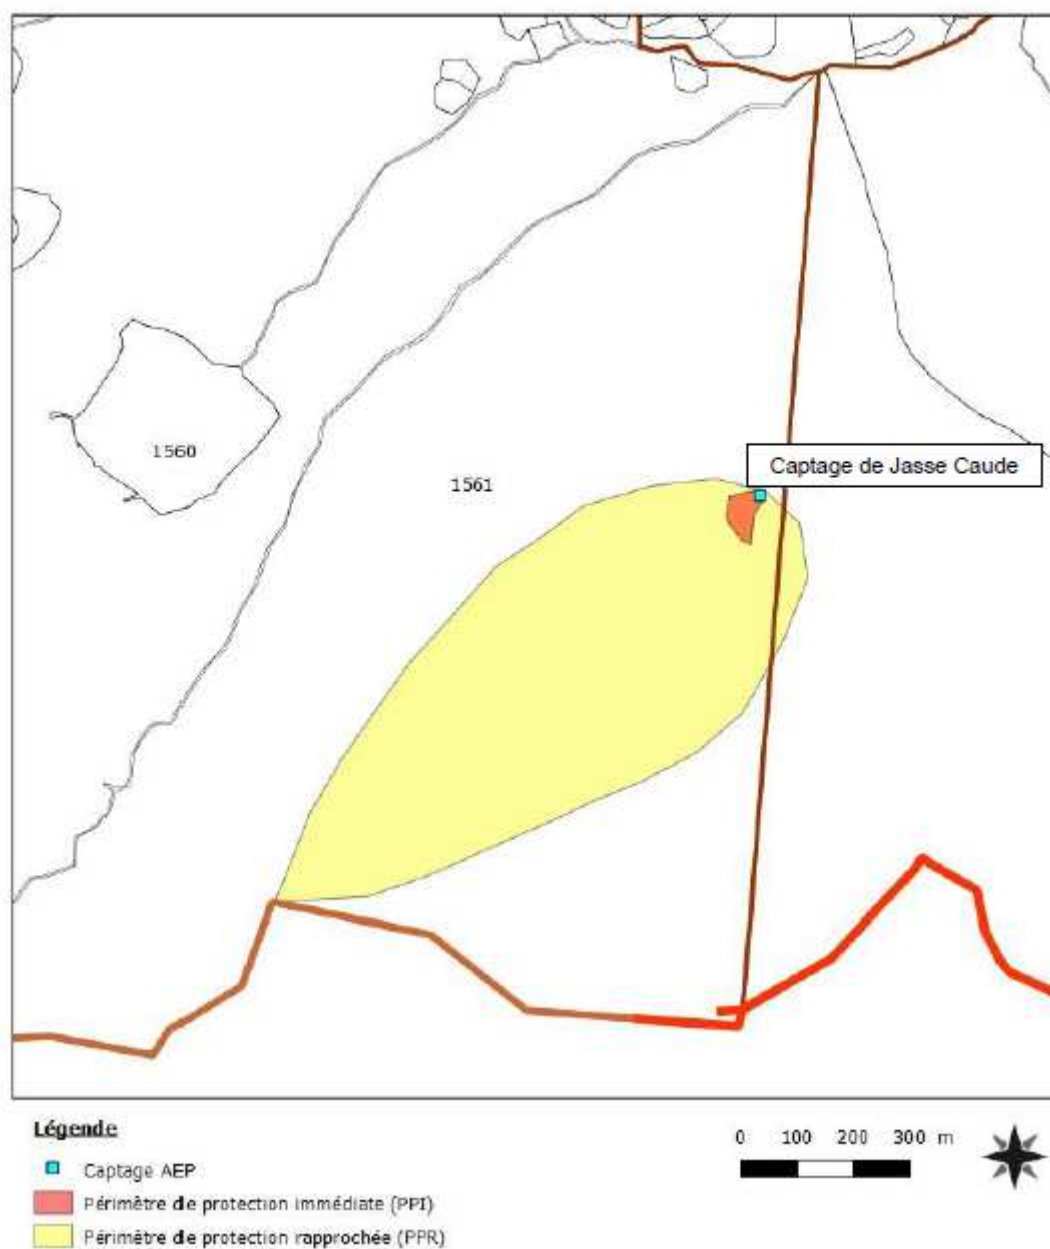 Captage de Jasse Caude
1560
1561
Légende
Captage AEP
Périmètre de protection immédiate (PPI)
Périmètre de protection rapprochée (PPR)
0 100 200 300 m